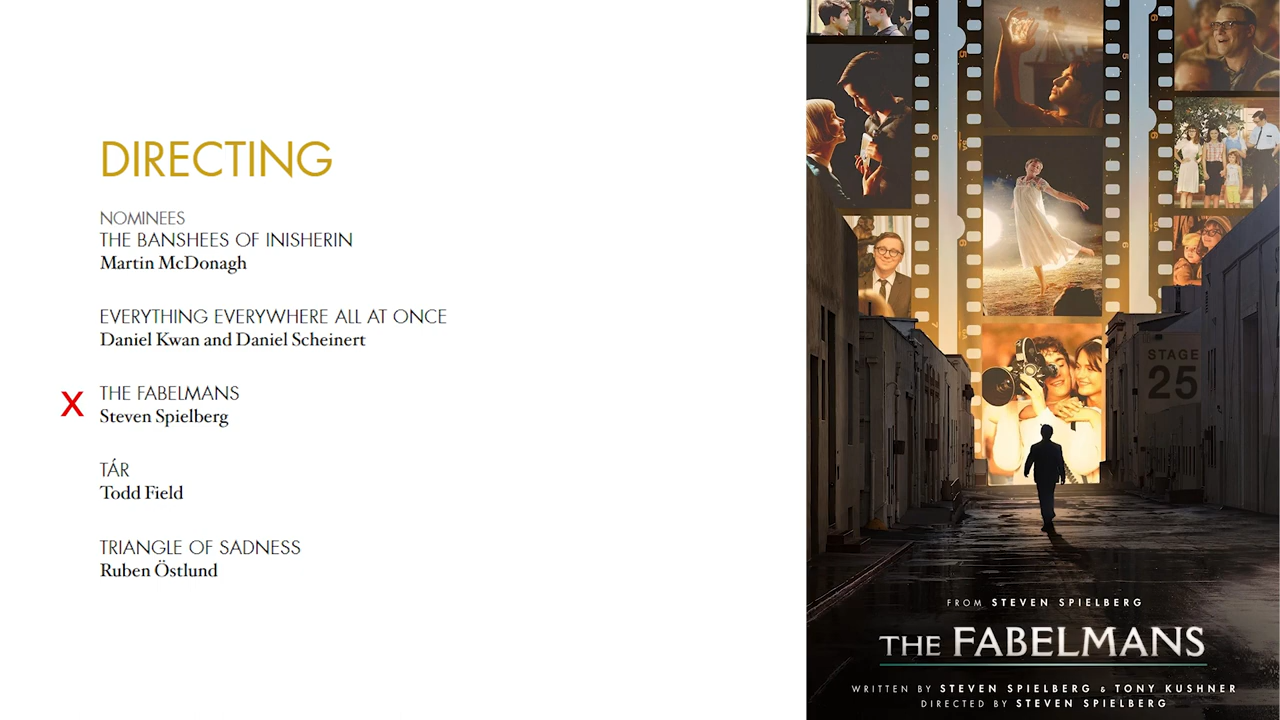 DIRECTING
NOMINEES
THE BANSHEES OF INISHERIN
Martin McDonagh
EVERYTHING EVERYWHERE ALL AT ONCE
Daniel Kwan and Daniel Scheinert
X THE FABELMANS
Steven Spielberg
TÁR
Todd Field
TRIANGLE OF SADNESS
Ruben Östlund
STAGE
25
FROM STEVEN SPIELBERG
THE FABELMANS
WRITTEN BY STEVEN SPIELBERG & TONY KUSHNER
DIRECTED BY STEVEN SPIELBERG